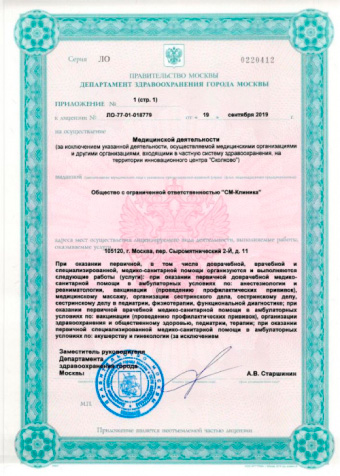 Серия ЛО 0220412
ПРАВИТЕЛЬСТВО МОСКВЫ
ДЕПАРТАМЕНТ ЗДРАВООХРАНЕНИЯ ГОРОДА МОСКВЫ
ПРИЛОЖЕНИЕ № 1 (стр. 1)
к лицензии № ЛО-77-01-018779 от « 19 » сентября 2019 г.
на осуществление
Медицинской деятельности
(за исключением указанной деятельности, осуществляемой медицинскими организациями
и другими организациями, входящими в частную систему здравоохранения, на
территории инновационного центра "Сколково")
выданной
Общество с ограниченной ответственностью "СМ-Клиника"
адреса мест осуществления лицензируемого вида деятельности, выполняемые работы,
оказываемые услуги
105120, г. Москва, пер. Сыромятнический 2-Й, д. 11
При оказании первичной, в том числе доврачебной, врачебной и
специализированной, медико-санитарной помощи организуются и выполняются
следующие работы (услуги): при оказании первичной доврачебной медико-
санитарной помощи в амбулаторных условиях по: анестезиологии и
реаниматологии, вакцинации (проведению профилактических прививок),
медицинскому массажу, организации сестринского дела, сестринскому делу,
сестринскому делу в педиатрии, физиотерапии, функциональной диагностике; при
оказании первичной врачебной медико-санитарной помощи в амбулаторных
условиях по: вакцинации (проведению профилактических прививок), организации
здравоохранения и общественному здоровью, педиатрии, терапии; при оказании
первичной специализированной медико-санитарной помощи в амбулаторных
условиях по: акушерству и гинекологии (за исключением
Заместитель руководителя
Департамента
здравоохранения города
Москвы А.В. Старшинин
М.П.
Приложение является неотъемлемой частью лицензии